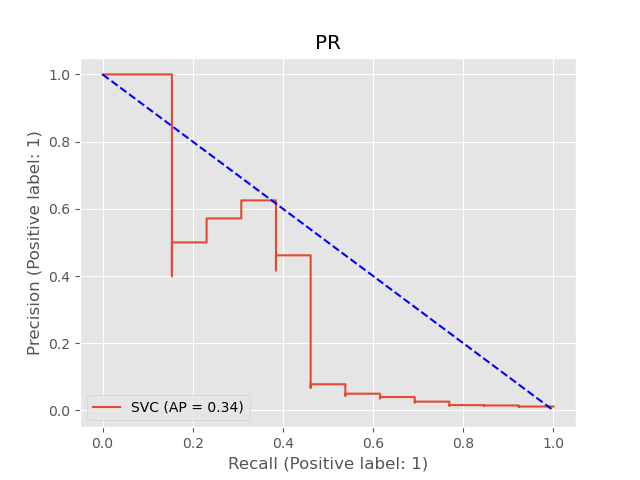 PR
Precision (Positive label: 1)
1.0
0.8
0.6
0.4
0.2
0.0
SVC (AP = 0.34)
0.0 0.2 0.4 0.6 0.8 1.0
Recall (Positive label: 1)